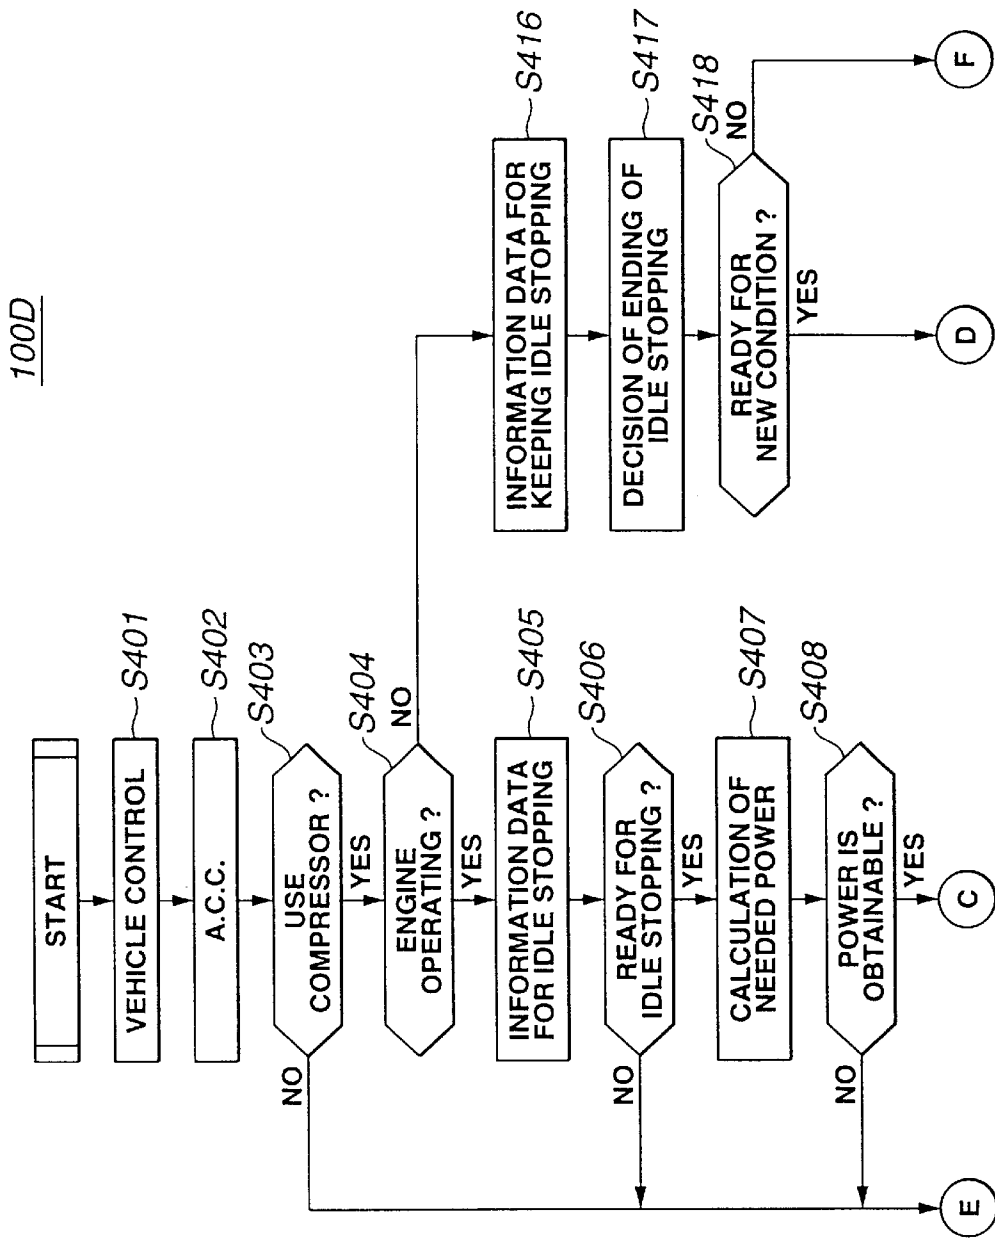 100D
START
VEHICLE CONTROL
S401
A.C.C.
S402
USE
COMPRESSOR ?
S403
NO
YES
ENGINE
OPERATING ?
S404
NO
YES
INFORMATION DATA
FOR IDLE STOPPING
S405
READY FOR
IDLE STOPPING ?
S406
NO
YES
CALCULATION OF
NEEDED POWER
S407
POWER IS
OBTAINABLE ?
S408
NO
YES
INFORMATION DATA FOR
KEEPING IDLE STOPPING
S416
DECISION OF ENDING OF
IDLE STOPPING
S417
READY FOR
NEW CONDITION ?
S418
NO
YES
E
C
D
F